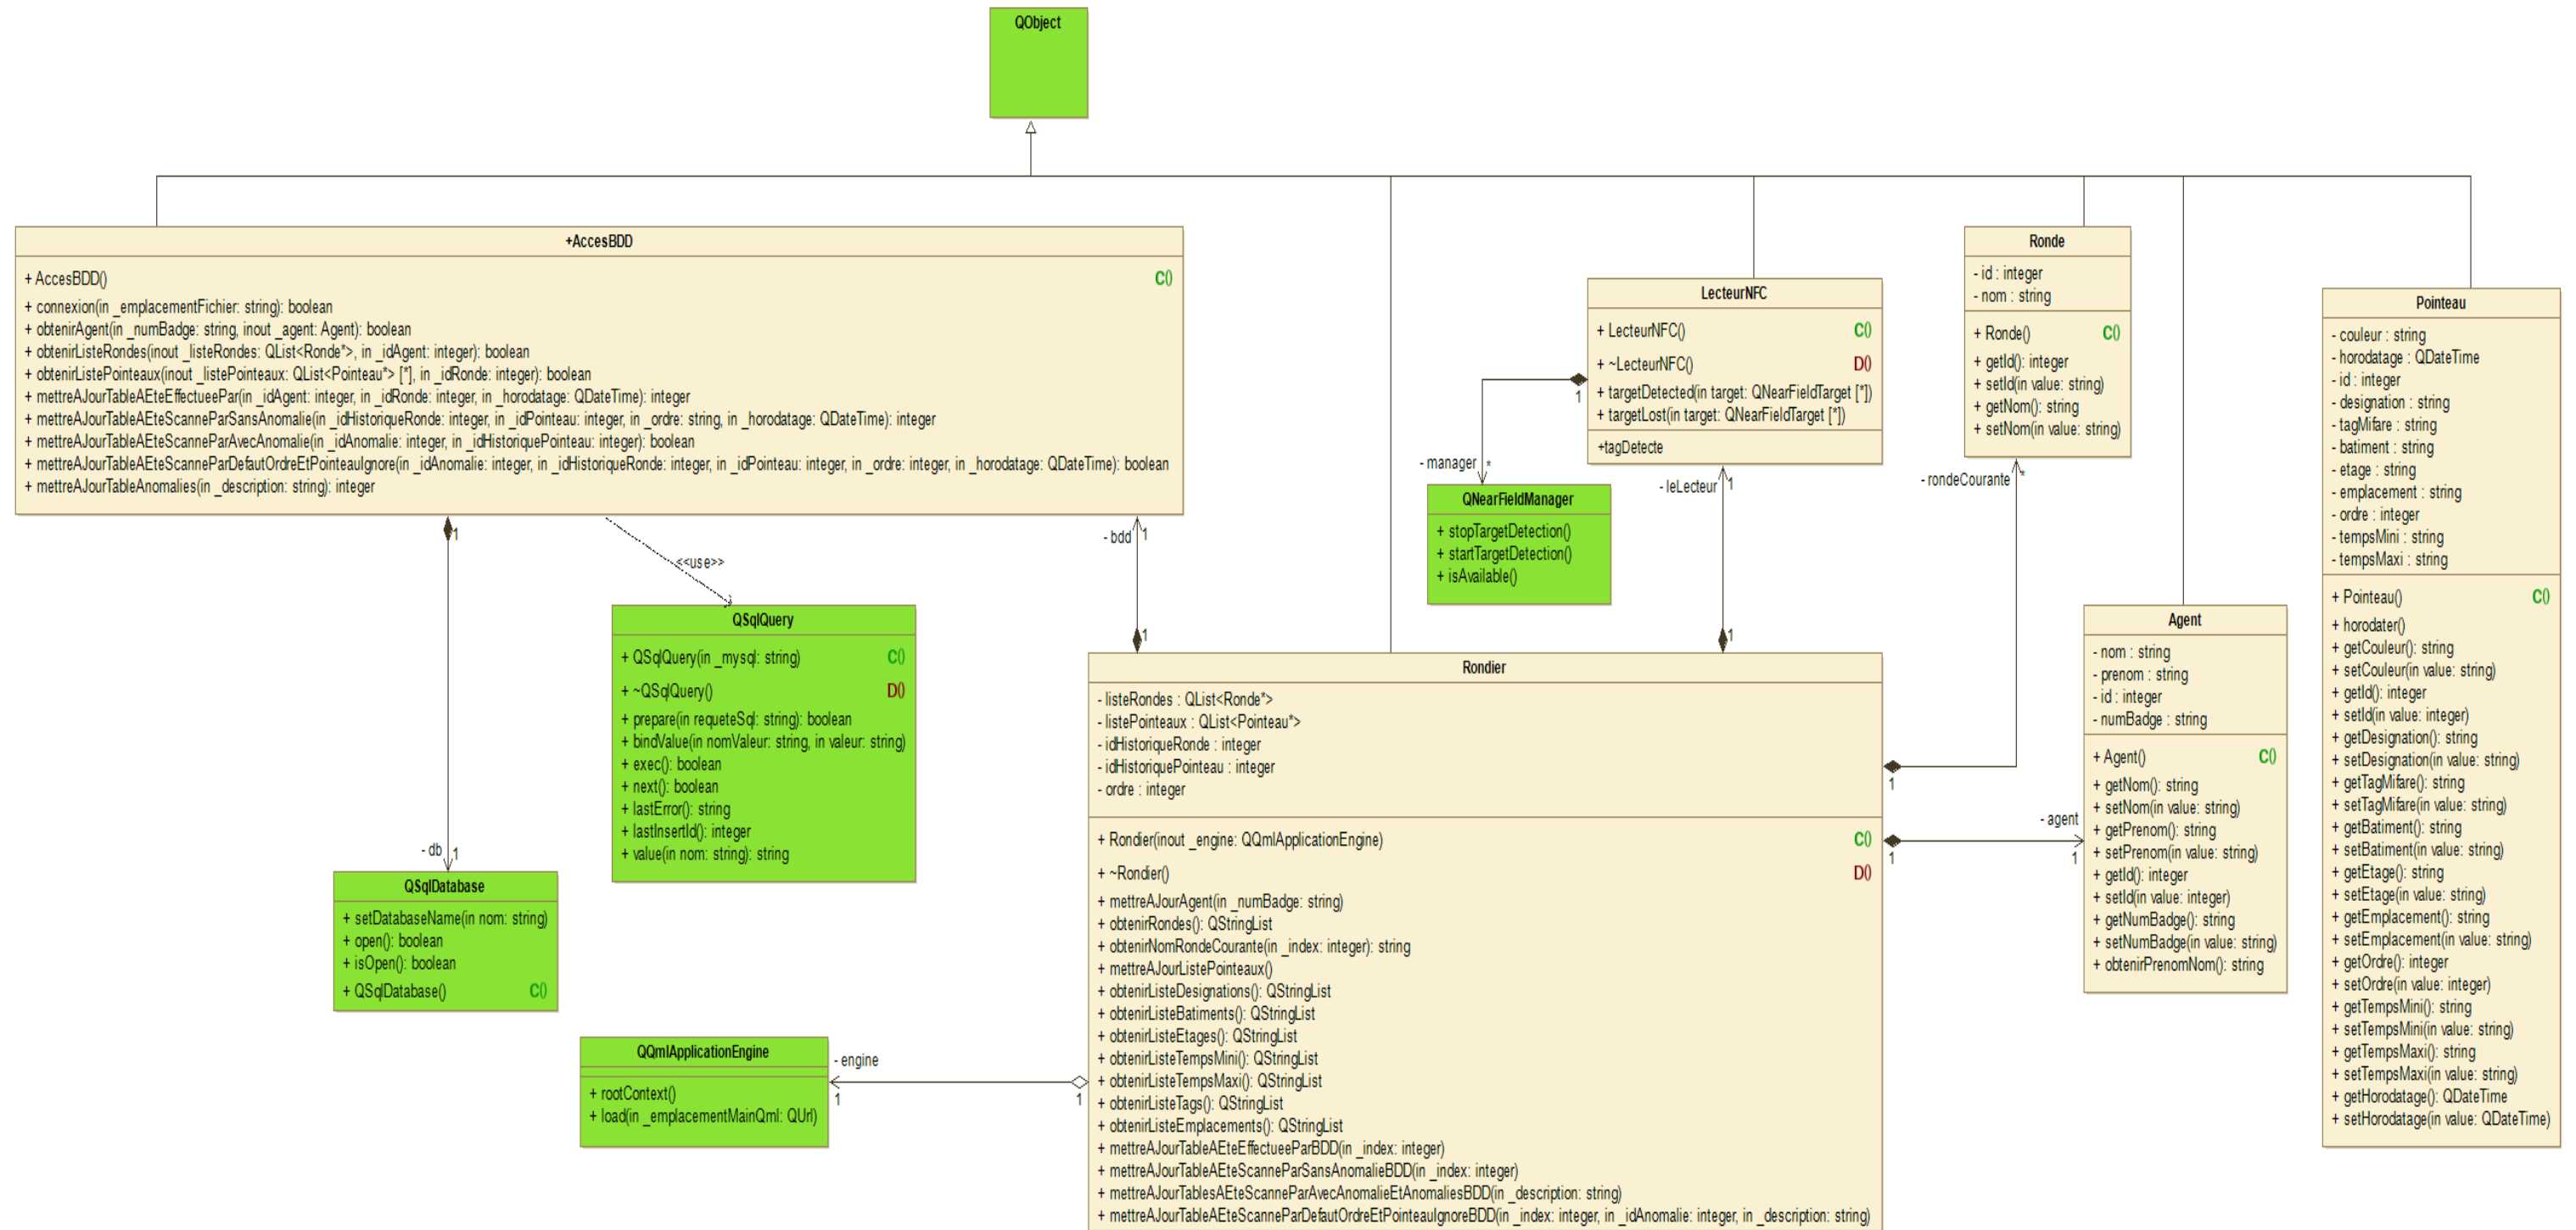 QObject
+AccesBDD
+ AccesBDD() C()
+ connexion(in _emplacementFichier: string): boolean
+ obtenirAgent(in _numBadge: string, inout _agent: Agent): boolean
+ obtenirListeRondes(inout _listeRondes: QList<Ronde*>, in _idAgent: integer): boolean
+ obtenirListePointeaux(inout _listePointeaux: QList<Pointeau*> [*], in _idRonde: integer): boolean
+ mettreAJourTableAEteEffectueePar(in _idAgent: integer, in _idRonde: integer, in _horodatage: QDateTime): integer
+ mettreAJourTableAEteScanneParSansAnomalie(in _idHistoriqueRonde: integer, in _idPointeau: integer, in _ordre: string, in _horodatage: QDateTime): integer
+ mettreAJourTableAEteScanneParAvecAnomalie(in _idAnomalie: integer, in _idHistoriquePointeau: integer): boolean
+ mettreAJourTableAEteScanneParDefautOrdreEtPointeauIgnore(in _idAnomalie: integer, in _idHistoriqueRonde: integer, in _idPointeau: integer, in _ordre: integer, in _horodatage: QDateTime): boolean
+ mettreAJourTableAnomalies(in _description: string): integer
LecteurNFC
+ LecteurNFC() C()
+ ~LecteurNFC() D()
+ targetDetected(in target: QNearFieldTarget [*])
+ targetLost(in target: QNearFieldTarget [*])
+tagDetecte
Ronde
- id : integer
- nom : string
+ Ronde() C()
+ getId(): integer
+ setId(in value: string)
+ getNom(): string
+ setNom(in value: string)
Pointeau
- couleur : string
- horodatage : QDateTime
- id : integer
- designation : string
- tagMifare : string
- batiment : string
- etage : string
- emplacement : string
- ordre : integer
- tempsMini : string
- tempsMaxi : string
+ Pointeau() C()
+ horodater()
+ getCouleur(): string
+ setCouleur(in value: string)
+ getId(): integer
+ setId(in value: integer)
+ getDesignation(): string
+ setDesignation(in value: string)
+ getTagMifare(): string
+ setTagMifare(in value: string)
+ getBatiment(): string
+ setBatiment(in value: string)
+ getEtage(): string
+ setEtage(in value: string)
+ getEmplacement(): string
+ setEmplacement(in value: string)
+ getOrdre(): integer
+ setOrdre(in value: integer)
+ getTempsMini(): string
+ setTempsMini(in value: string)
+ getTempsMaxi(): string
+ setTempsMaxi(in value: string)
+ getHorodatage(): QDateTime
+ setHorodatage(in value: QDateTime)
1
- manager *
QNearFieldManager
+ stopTargetDetection()
+ startTargetDetection()
+ isAvailable()
- leLecteur 1
- rondeCourante *
1
<<use>>
- bdd 1
QSqlQuery
+ QSqlQuery(in _mysql: string) C()
+ ~QSqlQuery() D()
+ prepare(in requeteSql: string): boolean
+ bindValue(in nomValeur: string, in valeur: string)
+ exec(): boolean
+ next(): boolean
+ lastError(): string
+ lastInsertId(): integer
+ value(in nom: string): string
1
1
Rondier
- listeRondes : QList<Ronde*>
- listePointeaux : QList<Pointeau*>
- idHistoriqueRonde : integer
- idHistoriquePointeau : integer
- ordre : integer
+ Rondier(inout _engine: QQmlApplicationEngine) C()
+ ~Rondier() D()
+ mettreAJourAgent(in _numBadge: string)
+ obtenirRondes(): QStringList
+ obtenirNomRondeCourante(in _index: integer): string
+ mettreAJourListePointeaux()
+ obtenirListeDesignations(): QStringList
+ obtenirListeBatiments(): QStringList
+ obtenirListeEtages(): QStringList
+ obtenirListeTempsMini(): QStringList
+ obtenirListeTempsMaxi(): QStringList
+ obtenirListeTags(): QStringList
+ obtenirListeEmplacements(): QStringList
+ mettreAJourTableAEteEffectueeParBDD(in _index: integer)
+ mettreAJourTableAEteScanneParSansAnomalieBDD(in _index: integer)
+ mettreAJourTablesAEteScanneParAvecAnomalieEtAnomaliesBDD(in _description: string)
+ mettreAJourTableAEteScanneParDefautOrdreEtPointeauIgnoreBDD(in _index: integer, in _idAnomalie: integer, in _description: string)
1
- agent
1
1
Agent
- nom : string
- prenom : string
- id : integer
- numBadge : string
+ Agent() C()
+ getNom(): string
+ setNom(in value: string)
+ getPrenom(): string
+ setPrenom(in value: string)
+ getId(): integer
+ setId(in value: integer)
+ getNumBadge(): string
+ setNumBadge(in value: string)
+ obtenirPrenomNom(): string
- db 1
QSqlDatabase
+ setDatabaseName(in nom: string)
+ open(): boolean
+ isOpen(): boolean
+ QSqlDatabase() C()
QQmlApplicationEngine
+ rootContext()
+ load(in _emplacementMainQml: QUrl)
- engine
1
1